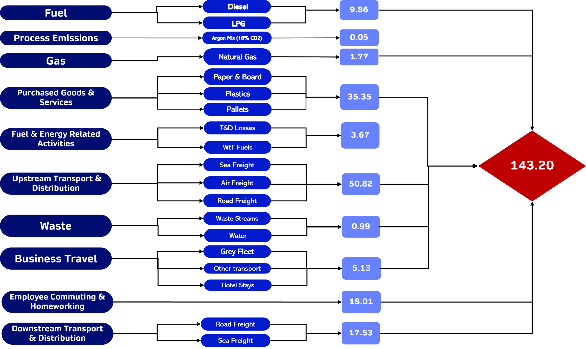 Fuel
Diesel
LPG
9.86
Process Emissions
Argon Mix (18% CO2)
0.05
Gas
Natural Gas
1.77
Purchased Goods &
Services
Paper & Board
Plastics
Pallets
35.35
Fuel & Energy Related
Activities
T&D Losses
WtT Fuels
3.67
143.20
Upstream Transport &
Distribution
Sea Freight
Air Freight
Road Freight
50.82
Waste
Waste Streams
Water
0.99
Business Travel
Grey Fleet
Other transport
Hotel Stays
5.13
Employee Commuting &
Homeworking
18.01
Downstream Transport
& Distribution
Road Freight
Sea Freight
17.53